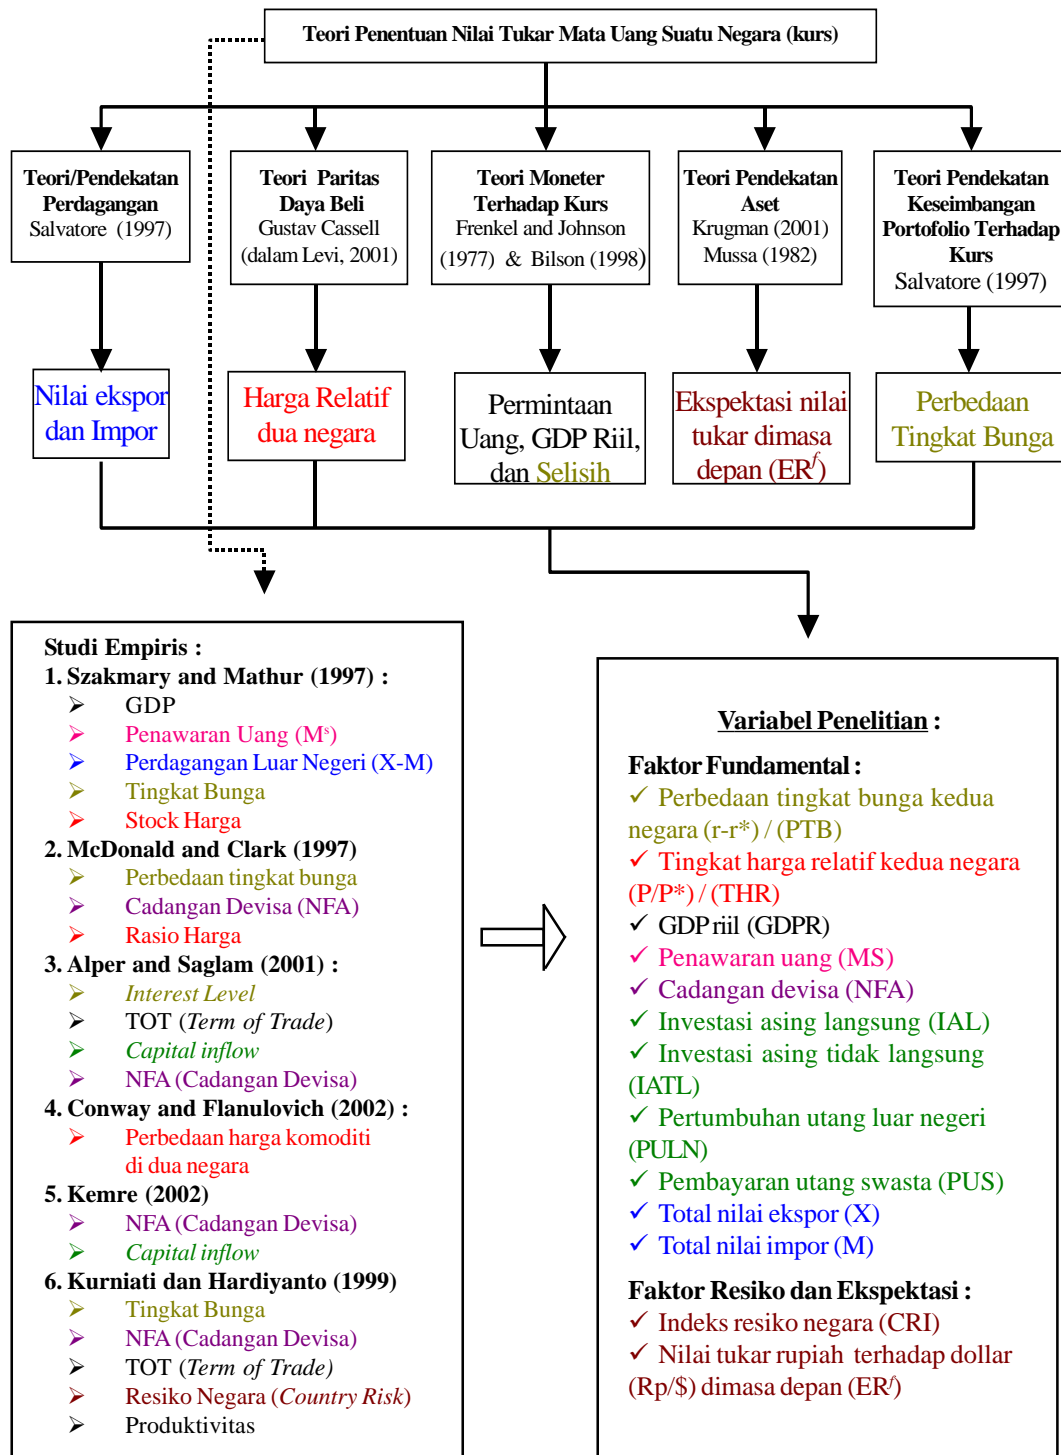 Teori Penentuan Nilai Tukar Mata Uang Suatu Negara (kurs)
Teori/Pendekatan
Perdagangan
Salvatore (1997)
Teori Paritas
Daya Beli
Gustav Cassell
(dalam Levi, 2001)
Teori Moneter
Terhadap Kurs
Frenkel and Johnson
(1977) & Bilson (1998)
Teori Pendekatan
Aset
Krugman (2001)
Mussa (1982)
Teori Pendekatan
Keseimbangan
Portofolio Terhadap
Kurs
Salvatore (1997)
Nilai ekspor
dan Impor
Harga Relatif
dua negara
Permintaan
Uang, GDP Riil,
dan Selisih
Ekspektasi nilai
tukar dimasa
depan (ERᶠ)
Perbedaan
Tingkat Bunga
Studi Empiris :
1. Szakmary and Mathur (1997) :
➢ GDP
➢ Penawaran Uang (Mˢ)
➢ Perdagangan Luar Negeri (X-M)
➢ Tingkat Bunga
➢ Stock Harga
2. McDonald and Clark (1997)
➢ Perbedaan tingkat bunga
➢ Cadangan Devisa (NFA)
➢ Rasio Harga
3. Alper and Saglam (2001) :
➢ Interest Level
➢ TOT (Term of Trade)
➢ Capital inflow
➢ NFA (Cadangan Devisa)
4. Conway and Flanulovich (2002) :
➢ Perbedaan harga komoditi
di dua negara
5. Kemre (2002)
➢ NFA (Cadangan Devisa)
➢ Capital inflow
6. Kurniati dan Hardiyanto (1999)
➢ Tingkat Bunga
➢ NFA (Cadangan Devisa)
➢ TOT (Term of Trade)
➢ Resiko Negara (Country Risk)
➢ Produktivitas
Variabel Penelitian :
Faktor Fundamental :
✓ Perbedaan tingkat bunga kedua
negara (r-r*) / (PTB)
✓ Tingkat harga relatif kedua negara
(P/P*) / (THR)
✓ GDP riil (GDPR)
✓ Penawaran uang (MS)
✓ Cadangan devisa (NFA)
✓ Investasi asing langsung (IAL)
✓ Investasi asing tidak langsung
(IATL)
✓ Pertumbuhan utang luar negeri
(PULN)
✓ Pembayaran utang swasta (PUS)
✓ Total nilai ekspor (X)
✓ Total nilai impor (M)
Faktor Resiko dan Ekspektasi :
✓ Indeks resiko negara (CRI)
✓ Nilai tukar rupiah terhadap dollar
(Rp/$) dimasa depan (ERᶠ)